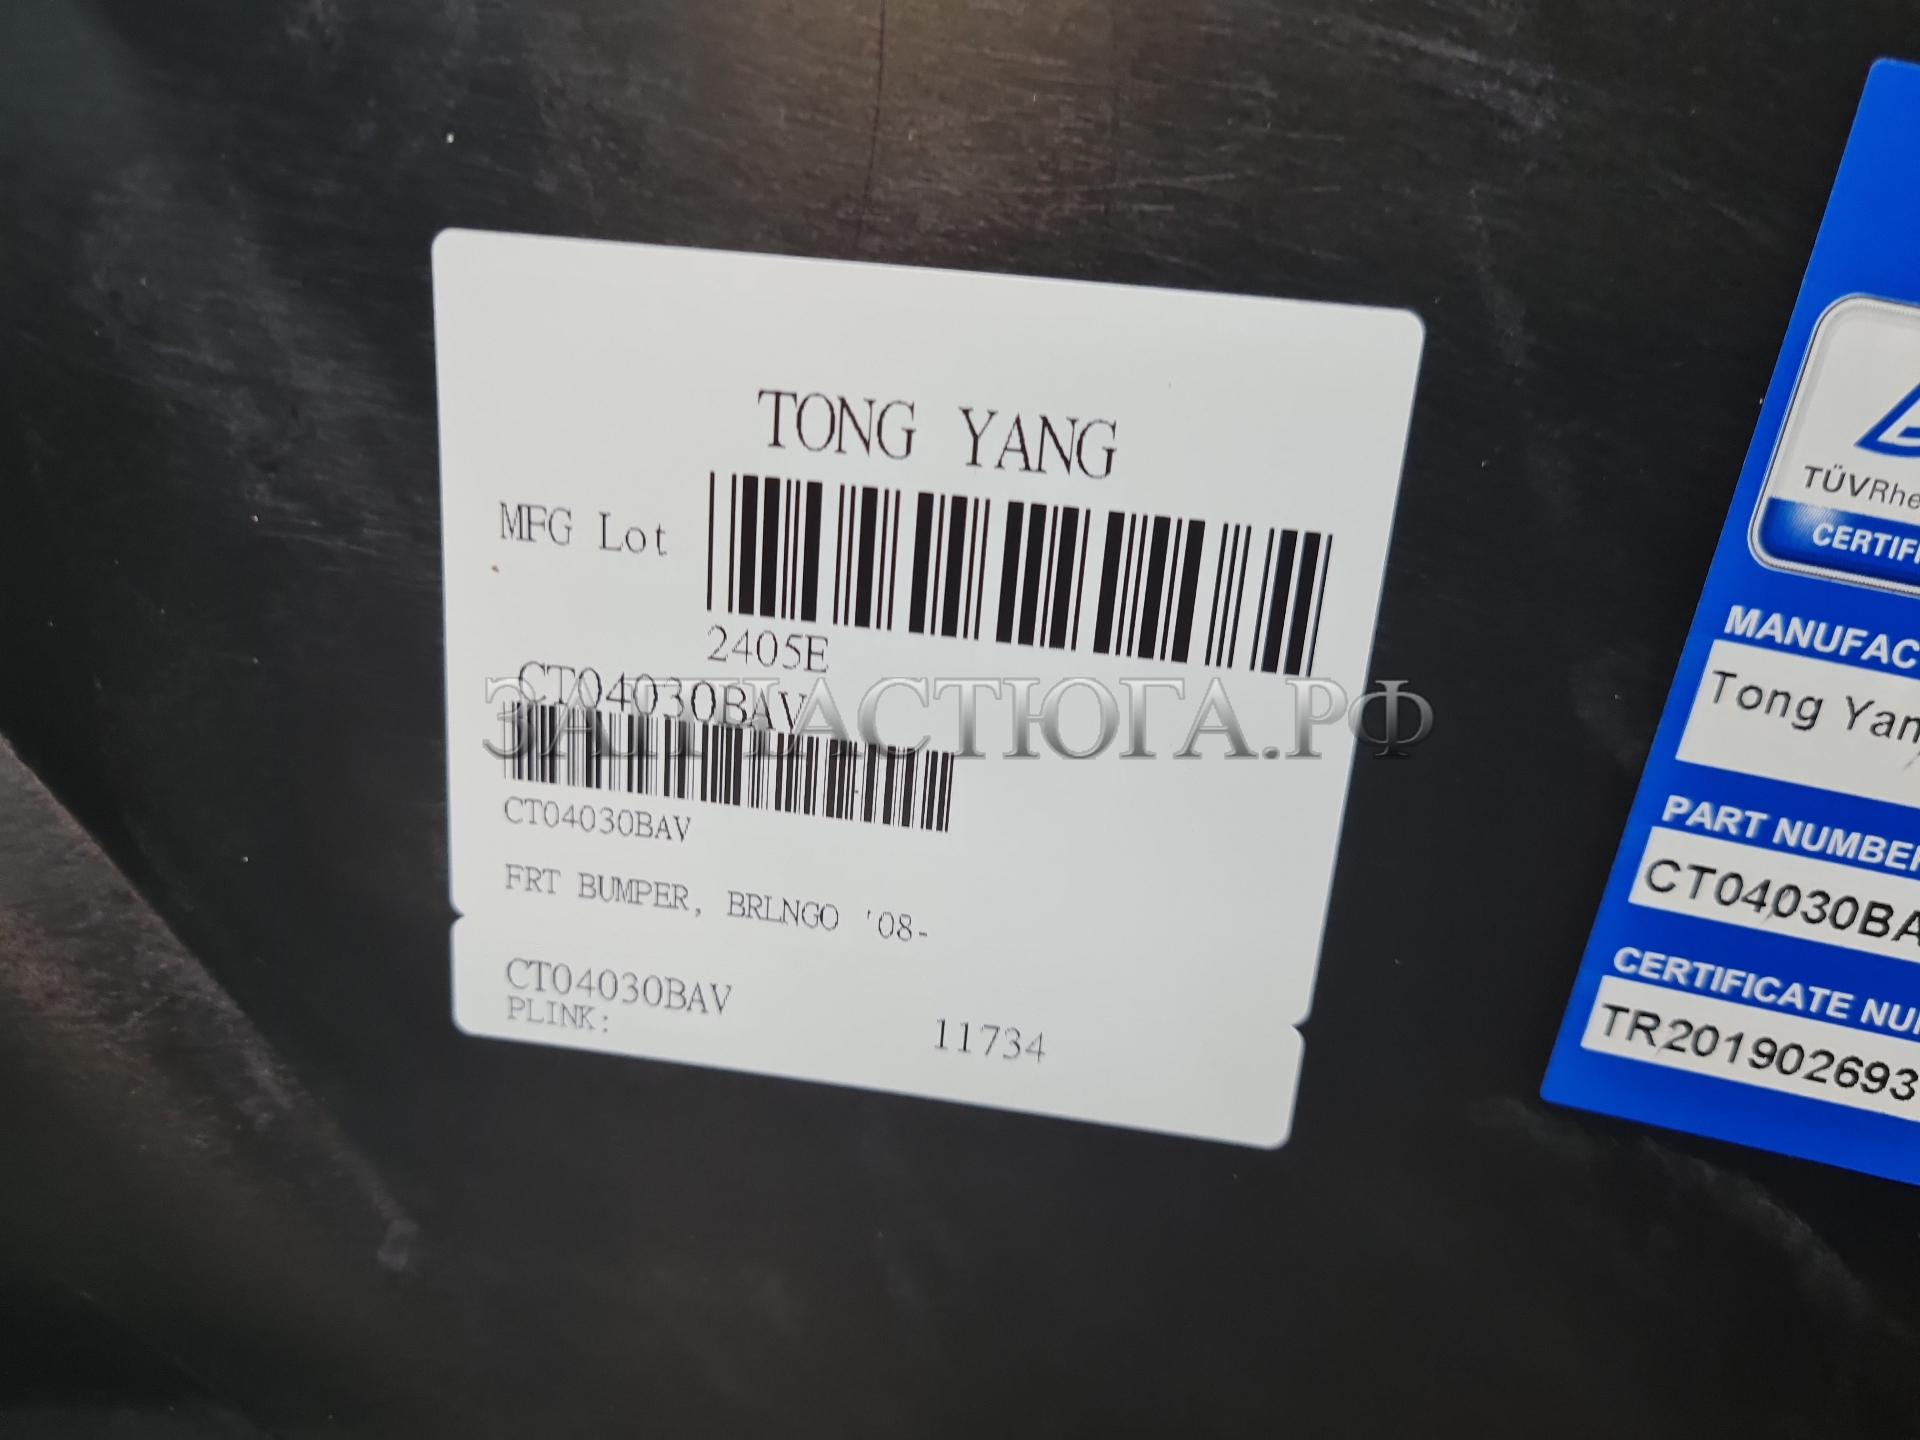 TONG YANG
MFG Lot
2405E
CT04030BAV
CT04030BAV
FRT BUMPER, BRLNGO '08-
CT04030BAV
PLINK:
11734
ЗАПЧАСТЮГА.РФ
TÜVRhe
CERTIF
MANUFAC
Tong Yan
PART NUMBER
CT04030BA
CERTIFICATE NU
TR201902693